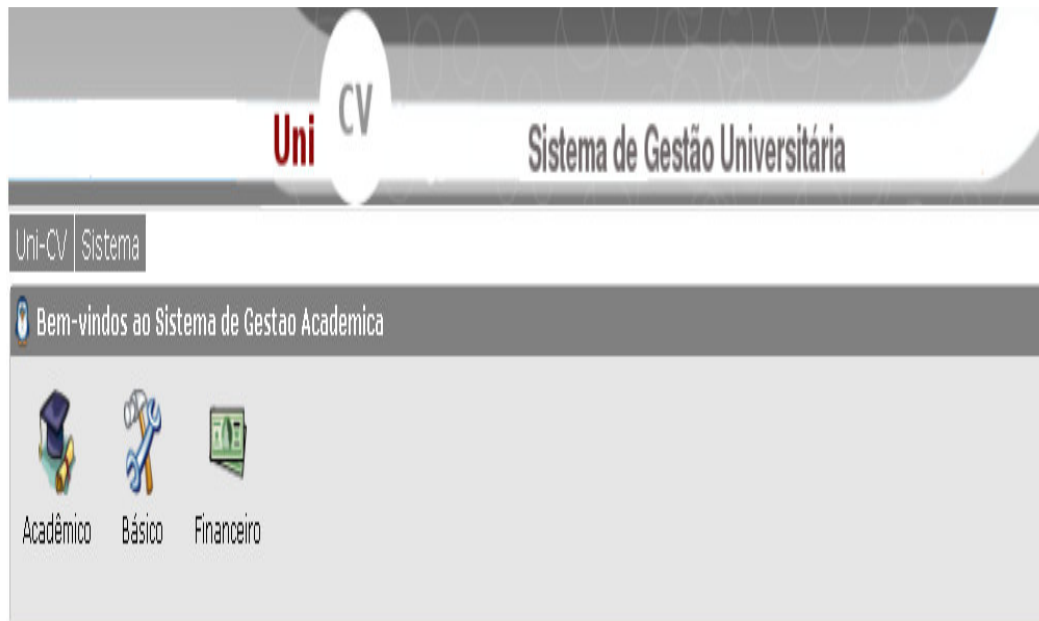 Uni CV
Sistema de Gestão Universitária
Uni-CV Sistema
Bem-vindos ao Sistema de Gestao Academica
Acadêmico Básico Financeiro